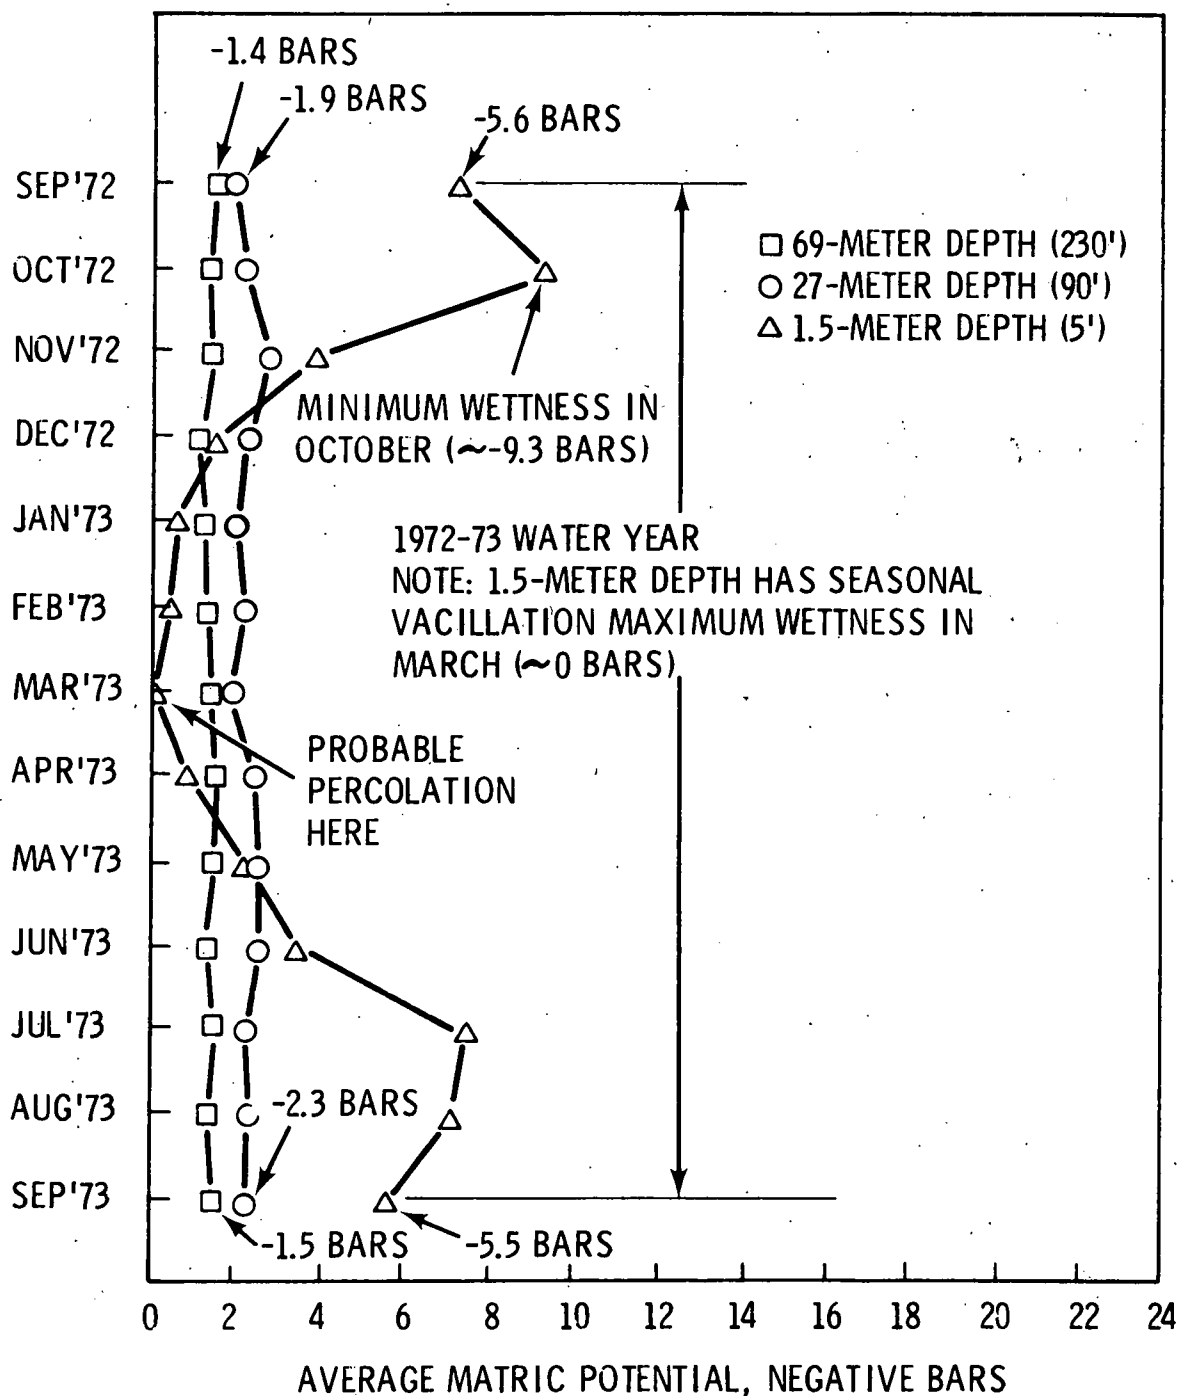 -1.4 BARS
-1.9 BARS
-5.6 BARS
SEP'72
OCT'72
NOV'72
DEC'72
JAN'73
FEB'73
MAR'73
APR'73
MAY'73
JUN'73
JUL'73
AUG'73
SEP'73
□ 69-METER DEPTH (230')
○ 27-METER DEPTH (90')
△ 1.5-METER DEPTH (5')
MINIMUM WETTNESS IN
OCTOBER (~-9.3 BARS)
1972-73 WATER YEAR
NOTE: 1.5-METER DEPTH HAS SEASONAL
VACILLATION MAXIMUM WETTNESS IN
MARCH (~0 BARS)
PROBABLE
PERCOLATION
HERE
-2.3 BARS
-1.5 BARS
-5.5 BARS
0 2 4 6 8 10 12 14 16 18 20 22 24
AVERAGE MATRIC POTENTIAL, NEGATIVE BARS